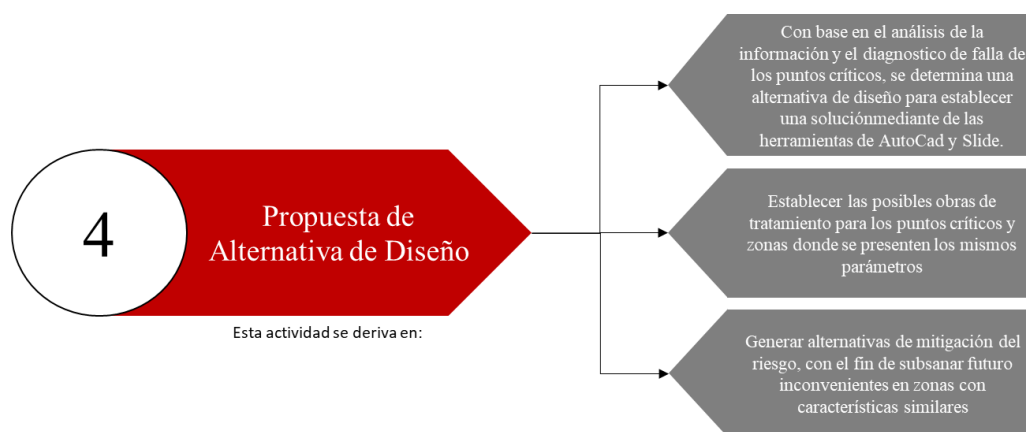 4
Propuesta de
Alternativa de Diseño
Esta actividad se deriva en:
Con base en el análisis de la
información y el diagnostico de falla de
los puntos críticos, se determina una
alternativa de diseño para establecer
una soluciónmediante de las
herramientas de AutoCad y Slide.
Establecer las posibles obras de
tratamiento para los puntos críticos y
zonas donde se presenten los mismos
parámetros
Generar alternativas de mitigación del
riesgo, con el fin de subsanar futuro
inconvenientes en zonas con
características similares